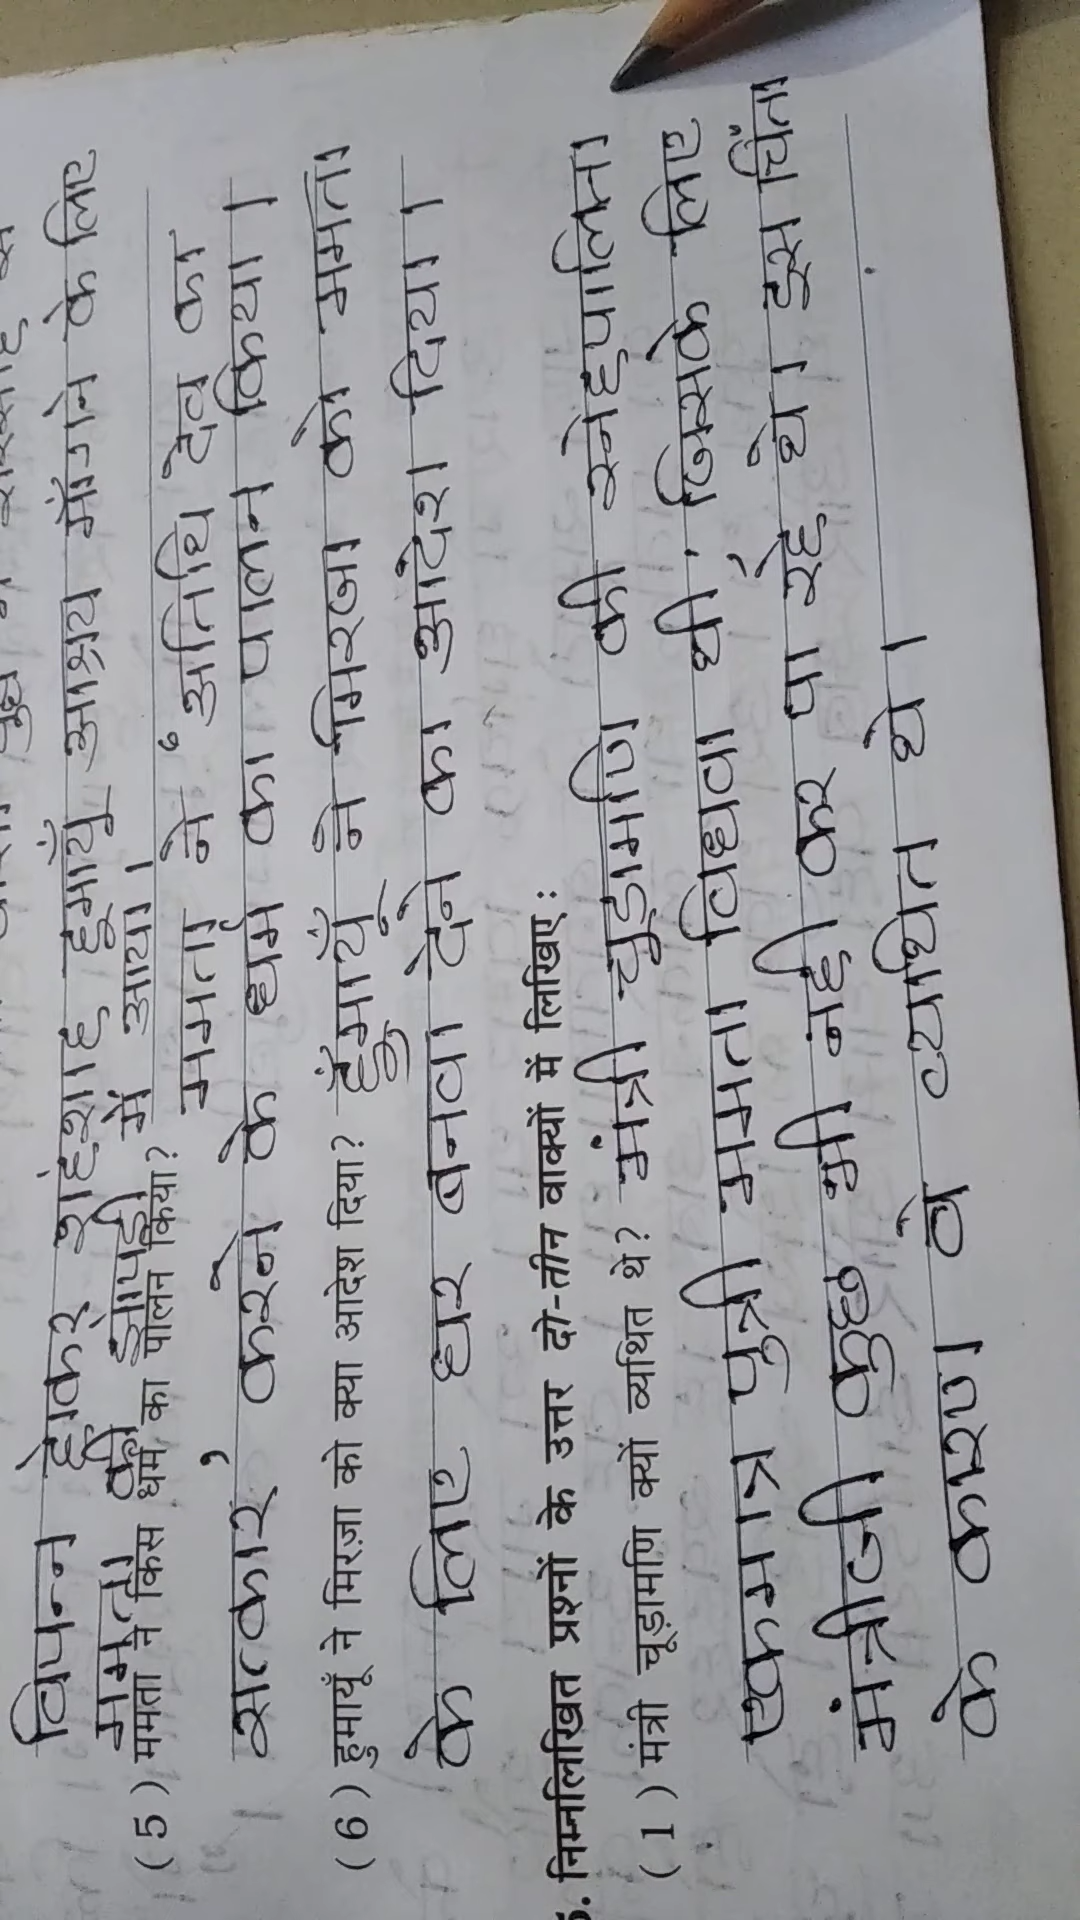 विपन्न होकर शहंशाह हुमायुँ आश्रय माँगने के लिए
ममता की झोंपड़ी में आया।
(5) ममता ने किस धर्म का पालन किया? ममता ने ' अतिथि देव का
सत्कार ' करने के धर्म का पालन किया।
(6) हुमायूँ ने मिरज़ा को क्या आदेश दिया? हुँमायूँ ने मिरजा को ममता
के लिए घर बनवा देने का आदेश दिया।
निम्नलिखित प्रश्नों के उत्तर दो-तीन वाक्यों में लिखिए:
(1) मंत्री चूड़ामणि क्यों व्यथित थे? मंत्री चुडामणि की स्नेहपालिता
एकमात्र पुत्री ममता विधवा थी, जिसके लिए
मंत्रीजी कुछ भी नही कर पा रहे थे। इस चिंता
के कारण वे व्यथित थे।